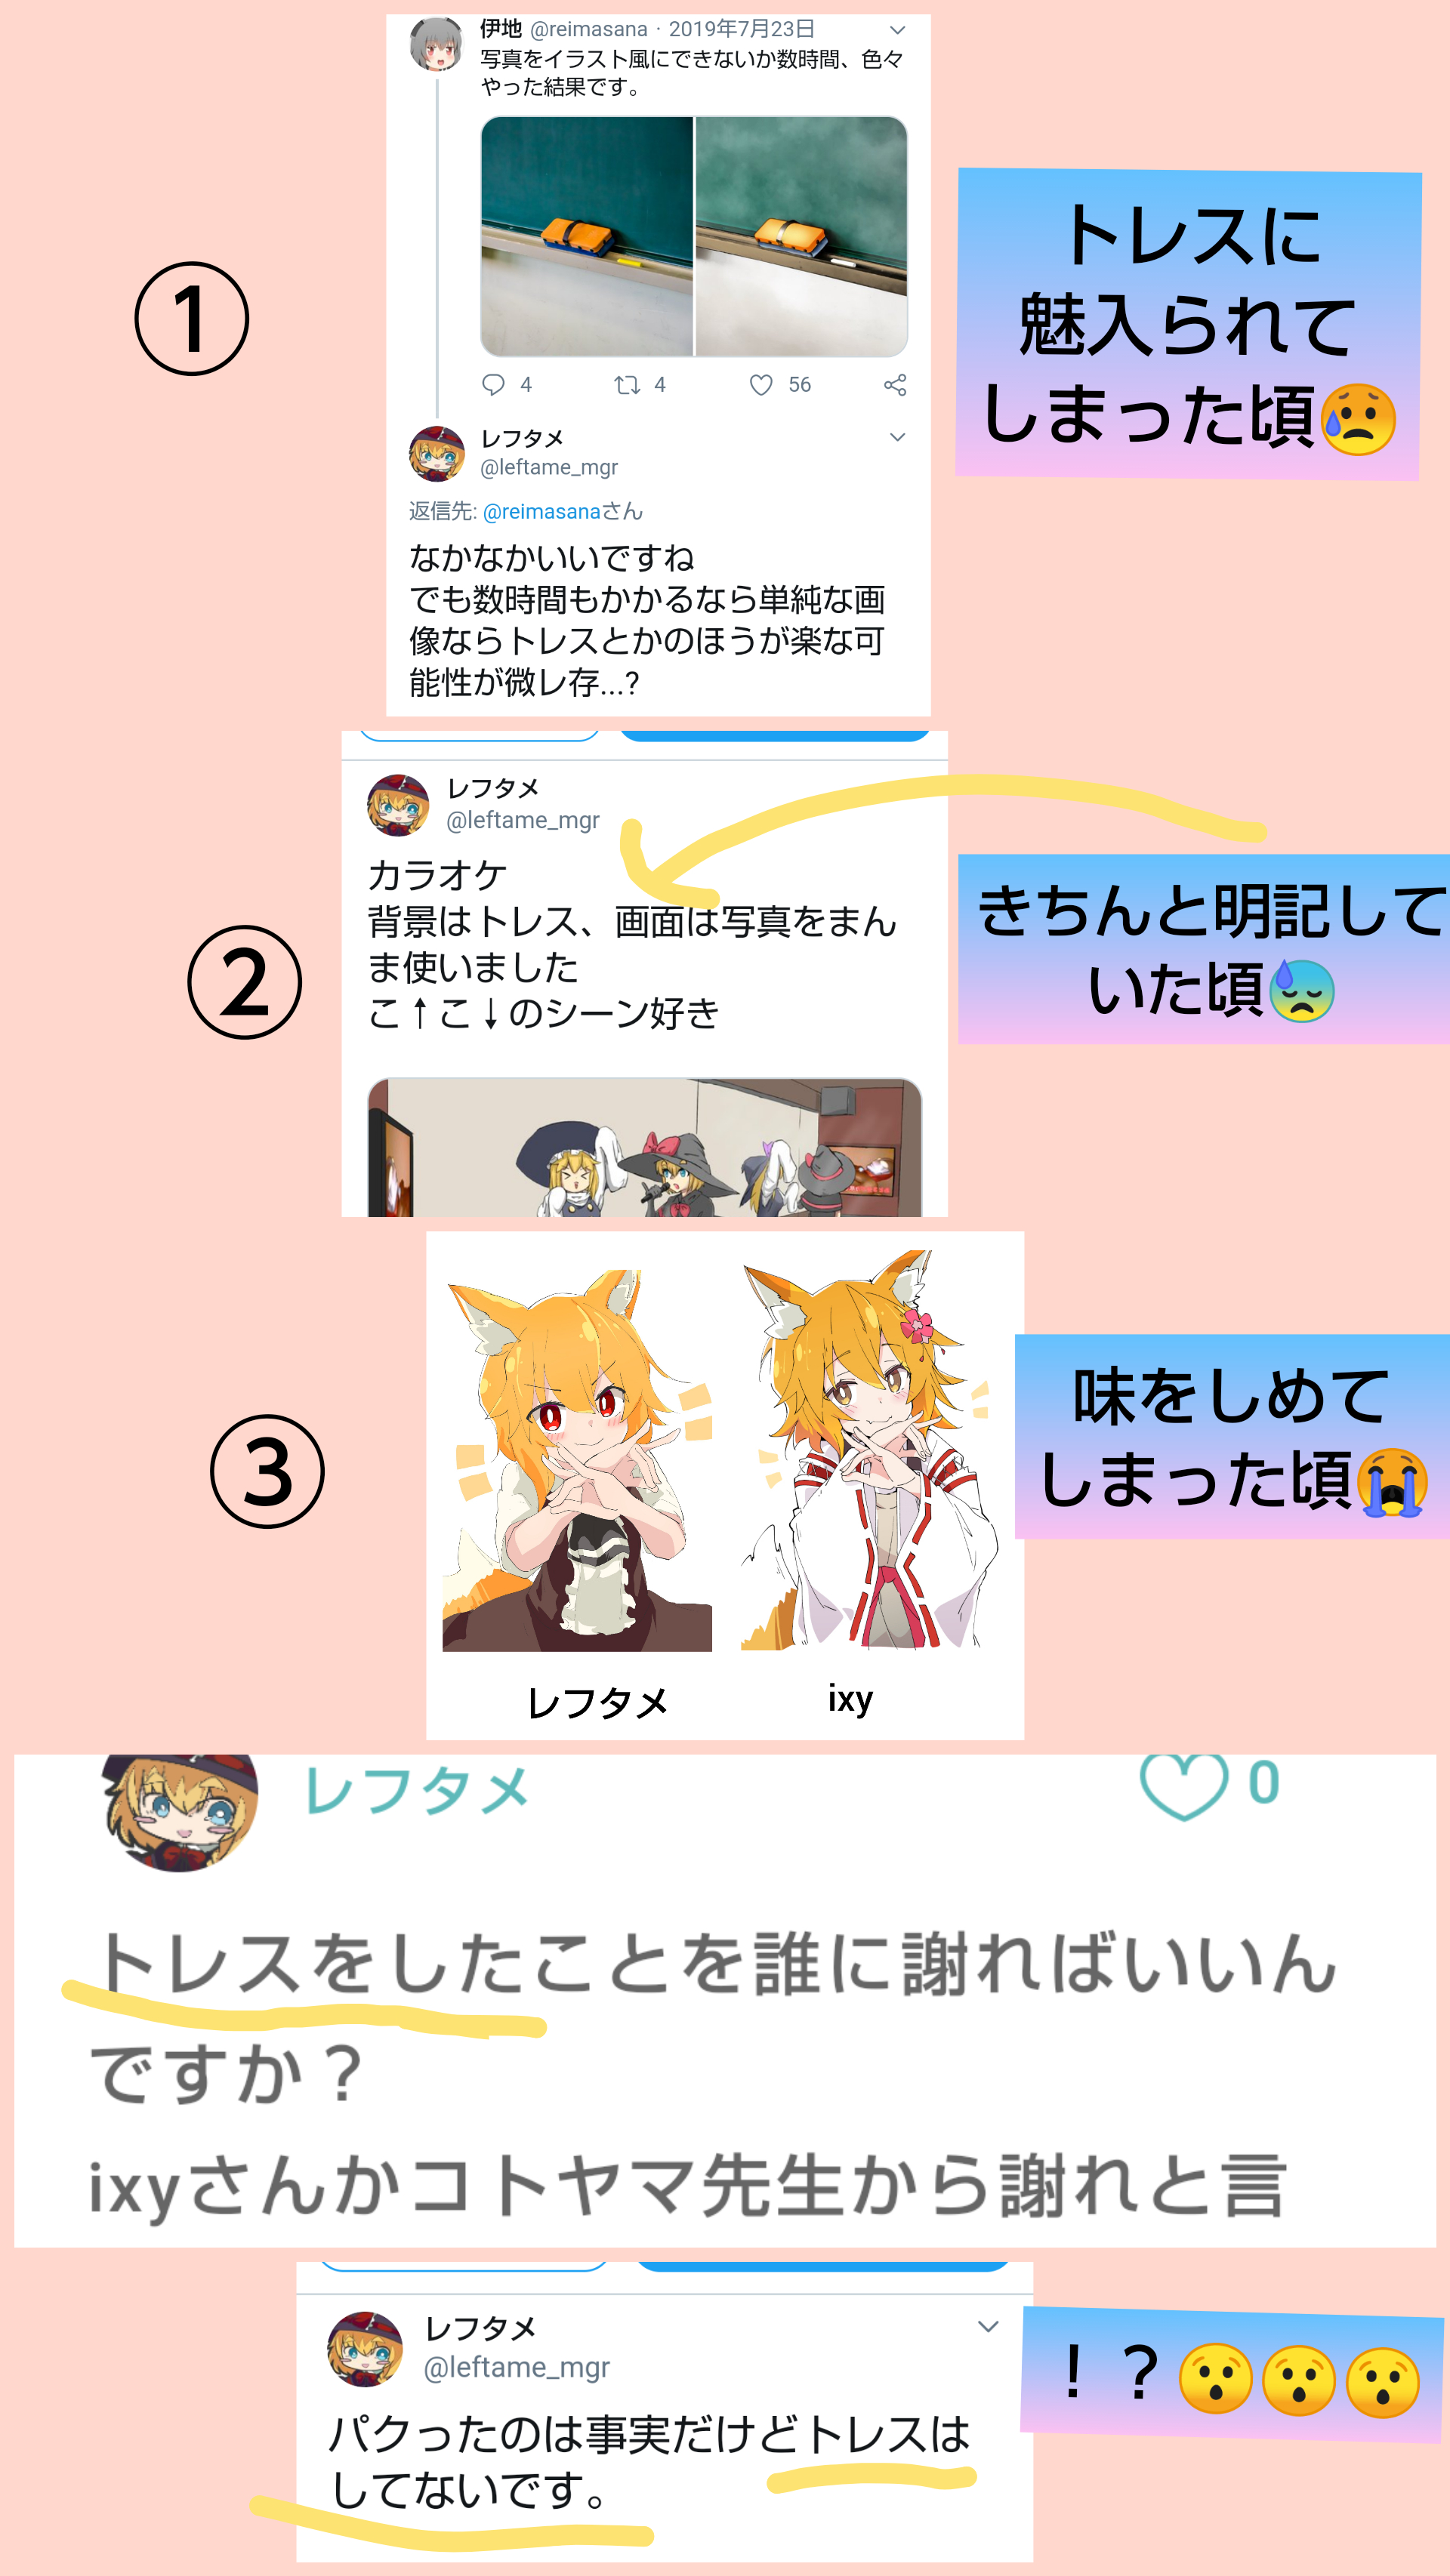 ①
伊地 @reimasana · 2019年7月23日
写真をイラスト風にできないか数時間、色々
やった結果です。
4 4 56
レフタメ
@leftame_mgr
返信先: @reimasanaさん
なかなかいいですね
でも数時間もかかるなら単純な画
像ならトレスとかのほうが楽な可
能性が微レ存...?
トレスに
魅入られて
しまった頃😥
②
レフタメ
@leftame_mgr
カラオケ
背景はトレス、画面は写真をまん
ま使いました
こ↑こ↓のシーン好き
きちんと明記して
いた頃😓
③
レフタメ
ixy
味をしめて
しまった頃😭
レフタメ
0
トレスをしたことを誰に謝ればいいん
ですか？
ixyさんかコトヤマ先生から謝れと言
レフタメ
@leftame_mgr
パクったのは事実だけどトレスは
してないです。
！？😯😯😯